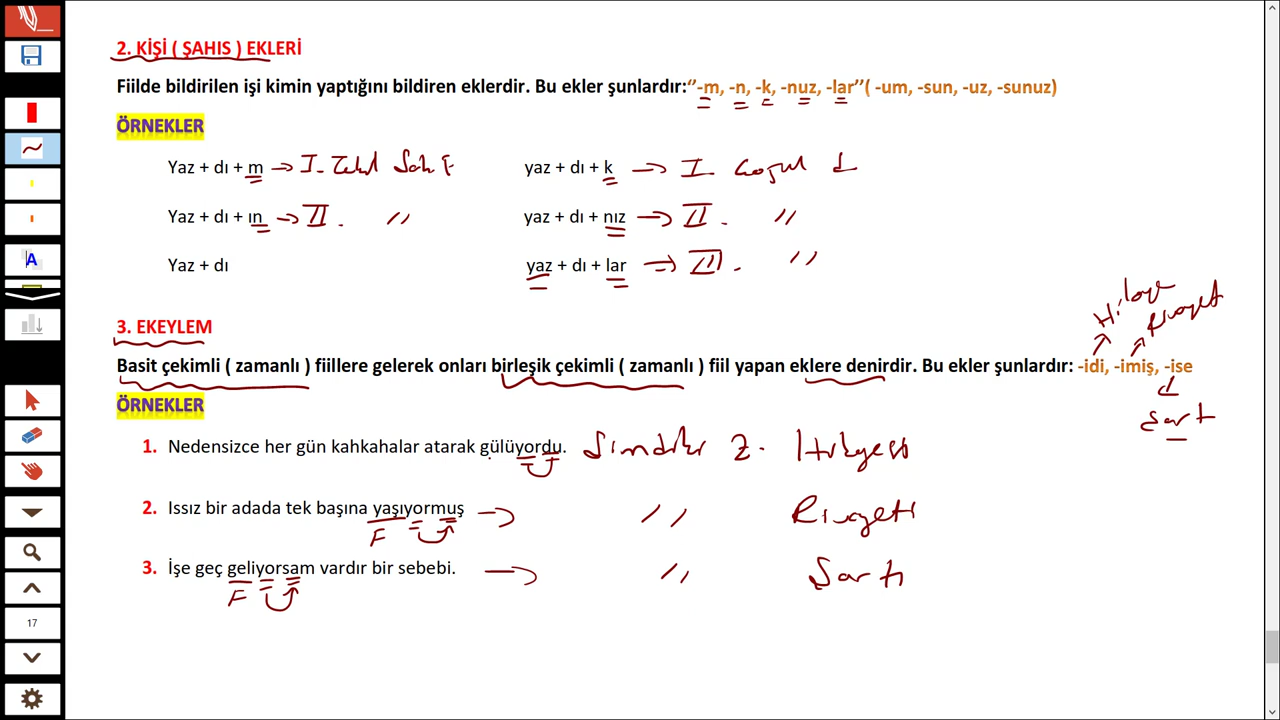 2. KİŞİ ( ŞAHIS ) EKLERİ
Fiilde bildirilen işi kimin yaptığını bildiren eklerdir. Bu ekler şunlardır:”-m, -n, -k, -nuz, -lar”( -um, -sun, -uz, -sunuz)
ÖRNEKLER
Yaz + dı + m → I. Tekil yaz + dı + k → I. Çoğul
Yaz + dı + ın → II. // yaz + dı + nız → II. //
Yaz + dı yaz + dı + lar → III. //
Hikaye
Rivayet
3. EKEYLEM
Basit çekimli ( zamanlı ) fiillere gelerek onları birleşik çekimli ( zamanlı ) fiil yapan eklere denirdir. Bu ekler şunlardır: -idi, -imiş, -ise
Şart
ÖRNEKLER
1. Nedensizce her gün kahkahalar atarak gülüyordu. Şimdiki Z. Hikayesi
2. Issız bir adada tek başına yaşıyormuş → // Rivayeti
F
3. İşe geç geliyorsam vardır bir sebebi. → // Şartı
F
17
A